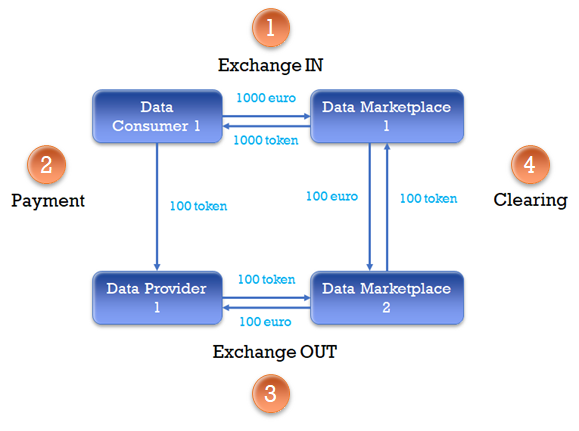 1
Exchange IN
Data
Consumer 1
1000 euro
1000 token
Data Marketplace
1
2
Payment
100 token
100 euro
100 token
4
Clearing
Data Provider
1
100 token
100 euro
Data Marketplace
2
Exchange OUT
3